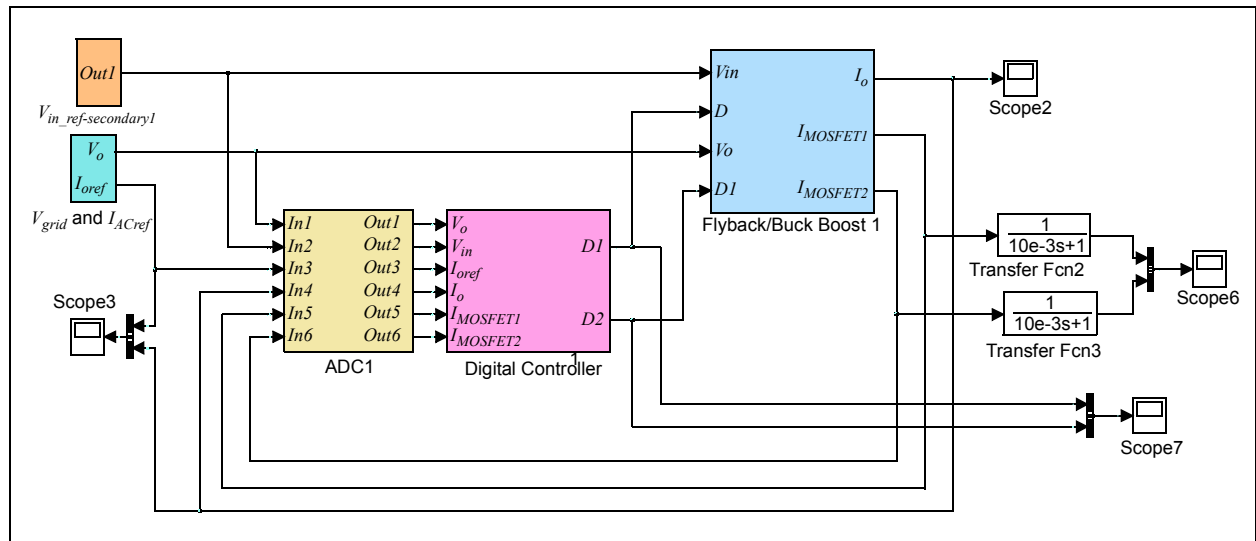 Out1
V_in_ref-secondary1
V_o
I_oref
V_grid and I_ACref
Scope3
In1
In2
In3
In4
In5
In6
Out1
Out2
Out3
Out4
Out5
Out6
ADC1
V_o
V_in
I_oref
I_o
I_MOSFET1
I_MOSFET2
D1
D2
Digital Controller
1
Vin
D
Vo
D1
I_o
I_MOSFET1
I_MOSFET2
Flyback/Buck Boost 1
Scope2
1
10e-3s+1
Transfer Fcn2
1
10e-3s+1
Transfer Fcn3
Scope6
Scope7